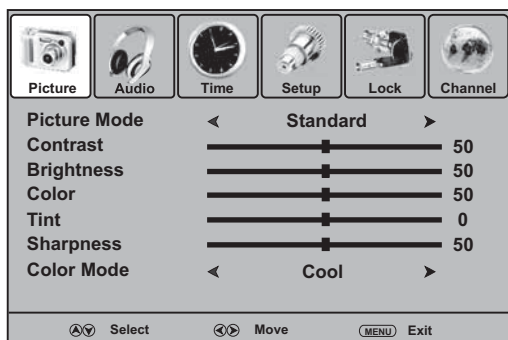 Picture Audio Time Setup Lock Channel
Picture Mode Standard
Contrast 50
Brightness 50
Color 50
Tint 0
Sharpness 50
Color Mode Cool
Select Move MENU Exit